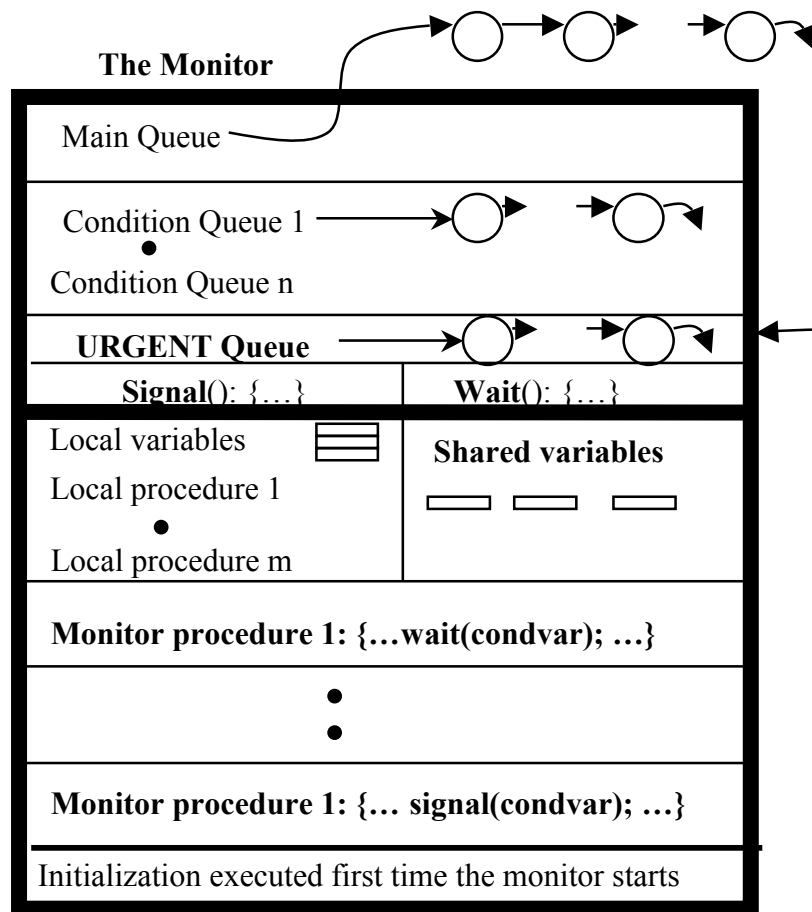 The Monitor
Main Queue
Condition Queue 1
Condition Queue n
URGENT Queue
Signal(): {…}
Wait(): {…}
Local variables
Shared variables
Local procedure 1
Local procedure m
Monitor procedure 1: {…wait(condvar); …}
Monitor procedure 1: {… signal(condvar); …}
Initialization executed first time the monitor starts